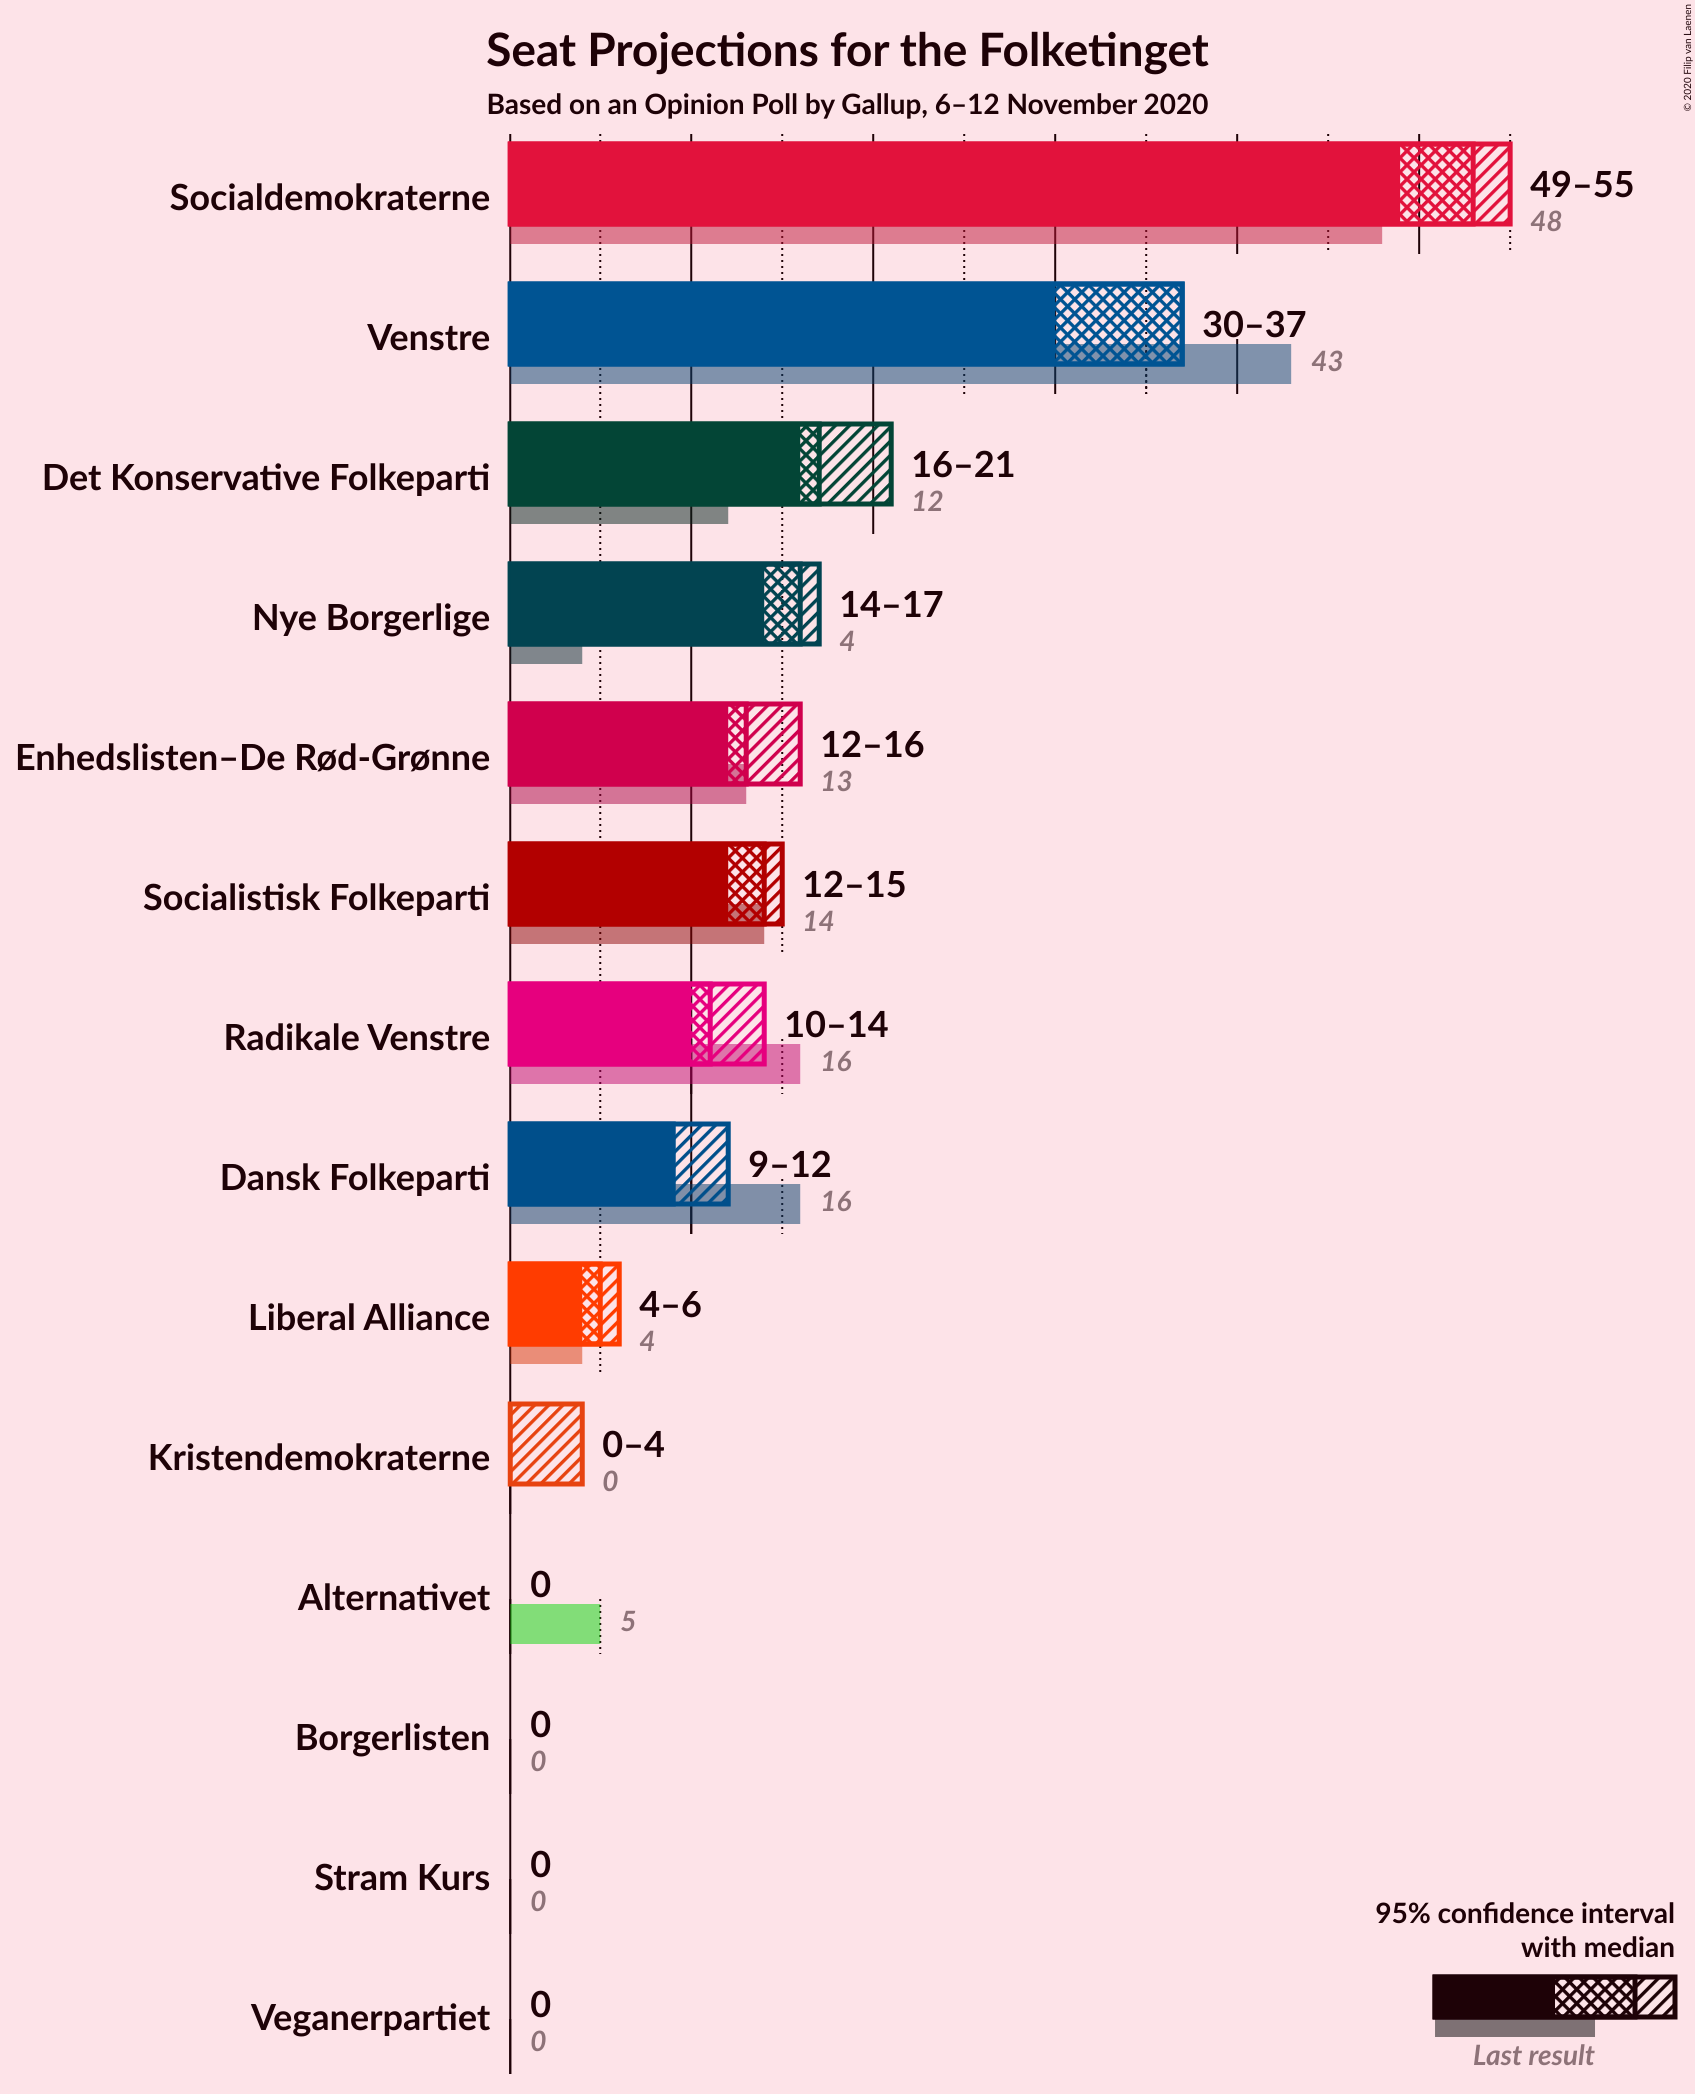 Seat Projections for the Folketinget
Based on an Opinion Poll by Gallup, 6–12 November 2020
© 2020 Filip van Laenen
Socialdemokraterne
49–55
48
Venstre
30–37
43
Det Konservative Folkeparti
16–21
12
Nye Borgerlige
14–17
4
Enhedslisten–De Rød-Grønne
12–16
13
Socialistisk Folkeparti
12–15
14
Radikale Venstre
10–14
16
Dansk Folkeparti
9–12
16
Liberal Alliance
4–6
4
Kristendemokraterne
0–4
0
Alternativet
0
5
Borgerlisten
0
0
Stram Kurs
0
0
Veganerpartiet
0
0
95% confidence interval
with median
Last result